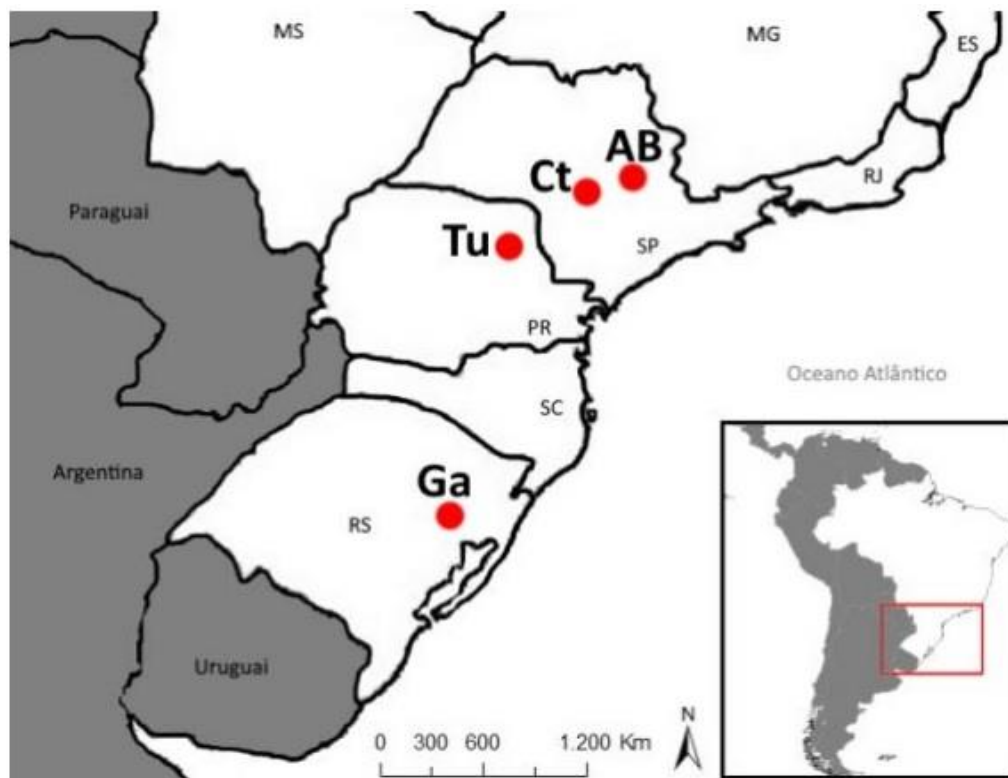 MS
MG
ES
AB
Ct
RJ
Paraguai
Tu
SP
PR
Oceano Atlântico
SC
Argentina
Ga
RS
Uruguai
N
0 300 600 1.200 Km